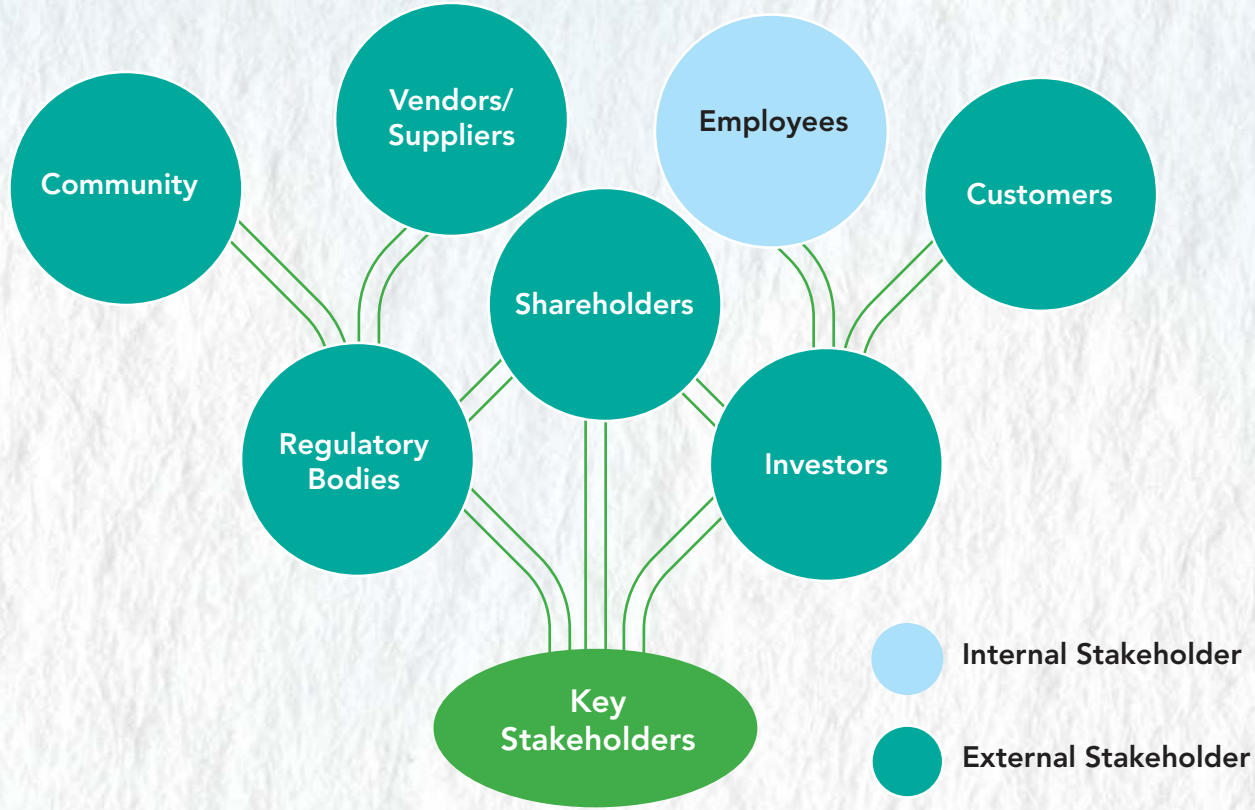 Community
Vendors/
Suppliers
Employees
Customers
Shareholders
Regulatory
Bodies
Investors
Key
Stakeholders
Internal Stakeholder
External Stakeholder